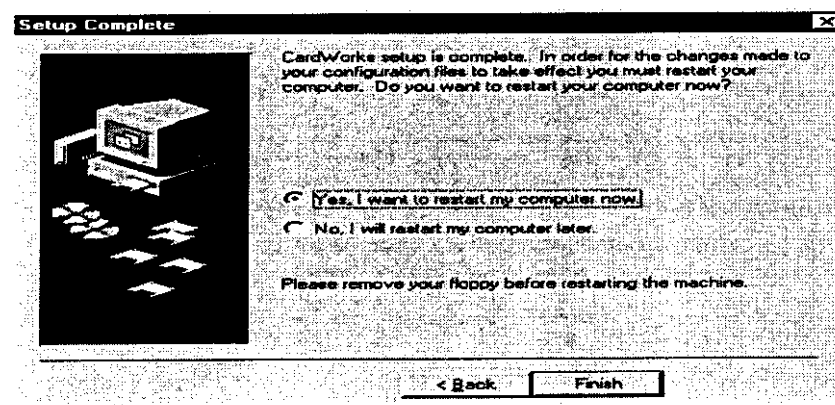 Setup Complete
CardWorks setup is complete. In order for the changes made to
your configuration files to take effect you must restart your
computer. Do you want to restart your computer now?
Yes, I want to restart my computer now.
No, I will restart my computer later.
Please remove your floppy before restarting the machine.
< Back
Finish